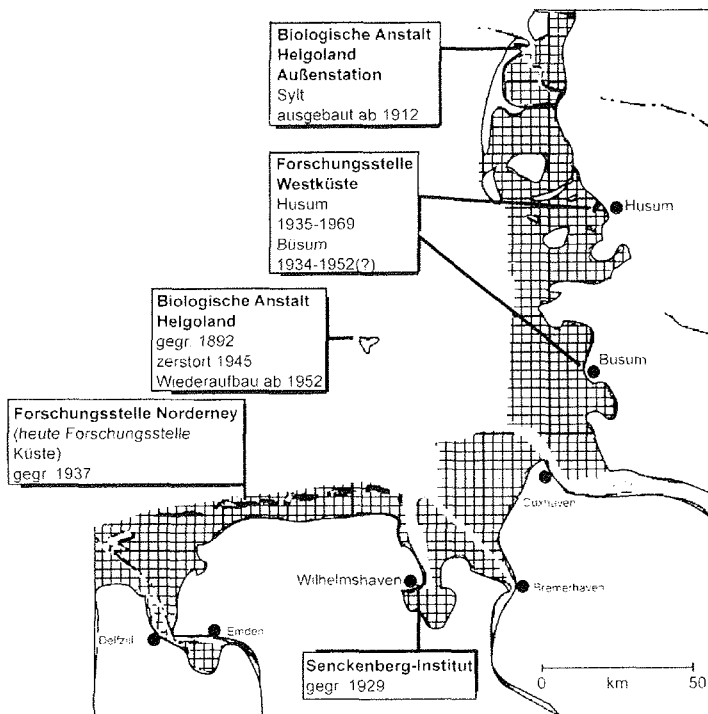 Biologische Anstalt
Helgoland
Außenstation
Sylt
ausgebaut ab 1912
Forschungsstelle
Westküste
Husum
1935-1969
Büsum
1934-1952(?)
Husum
Biologische Anstalt
Helgoland
gegr. 1892
zerstort 1945
Wiederaufbau ab 1952
Büsum
Forschungsstelle Norderney
(heute Forschungsstelle
Küste)
gegr 1937
Cuxhaven
Wilhelmshaven
Bremerhaven
Emden
Delfzijl
Senckenberg-Institut
gegr. 1929
0 km 50